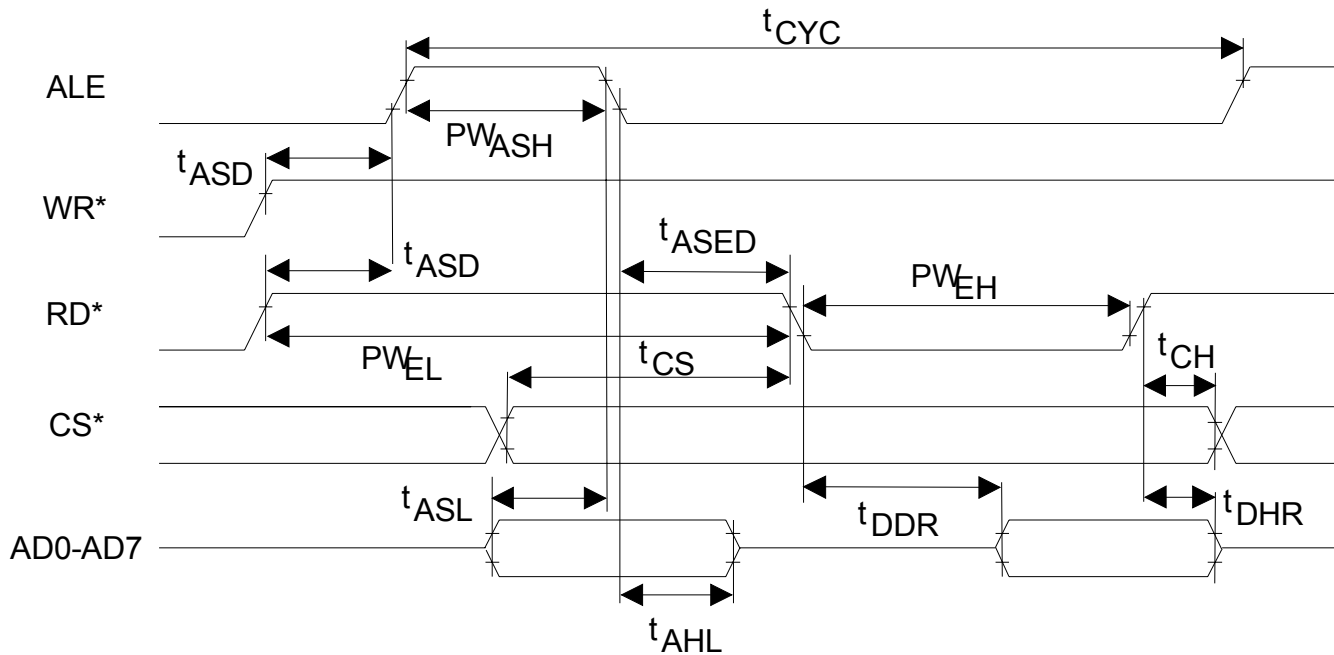 tCYC
ALE
PWASH
tASD
WR*
tASED
tASD
PWEH
RD*
tCH
PWEL
tCS
CS*
tASL
tDDR
tDHR
AD0-AD7
tAHL